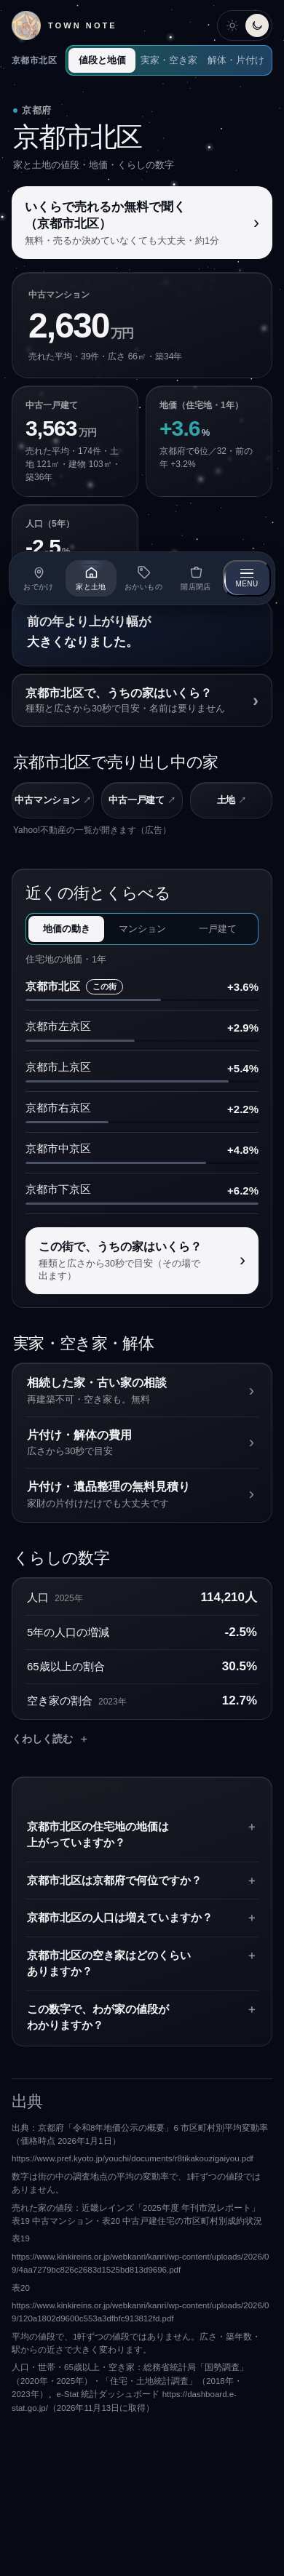 TOWN NOTE
京都市北区
値段と地価
実家・空き家
解体・片付け
京都府
京都市北区
家と土地の値段・地価・くらしの数字
いくらで売れるか無料で聞く
（京都市北区）
無料・売るか決めていなくても大丈夫・約1分
中古マンション
2,630万円
売れた平均・39件・広さ 66㎡・築34年
中古一戸建て
3,563万円
売れた平均・174件・土
地 121㎡・建物 103㎡・
築36年
地価（住宅地・1年）
+3.6%
京都府で6位／32・前の
年 +3.2%
人口（5年）
-2.5%
おでかけ
家と土地
おかいもの
開店閉店
MENU
前の年より上がり幅が
大きくなりました。
京都市北区で、うちの家はいくら？
種類と広さから30秒で目安・名前は要りません
京都市北区で売り出し中の家
中古マンション ↗
中古一戸建て ↗
土地 ↗
Yahoo!不動産の一覧が開きます（広告）
近くの街とくらべる
地価の動き
マンション
一戸建て
住宅地の地価・1年
京都市北区 この街 +3.6%
京都市左京区 +2.9%
京都市上京区 +5.4%
京都市右京区 +2.2%
京都市中京区 +4.8%
京都市下京区 +6.2%
この街で、うちの家はいくら？
種類と広さから30秒で目安（その場で
出ます）
実家・空き家・解体
相続した家・古い家の相談
再建築不可・空き家も。無料
片付け・解体の費用
広さから30秒で目安
片付け・遺品整理の無料見積り
家財の片付けだけでも大丈夫です
くらしの数字
人口 2025年 114,210人
5年の人口の増減 -2.5%
65歳以上の割合 30.5%
空き家の割合 2023年 12.7%
くわしく読む ＋
京都市北区の住宅地の地価は
上がっていますか？
京都市北区は京都府で何位ですか？
京都市北区の人口は増えていますか？
京都市北区の空き家はどのくらい
ありますか？
この数字で、わが家の値段が
わかりますか？
出典
出典：京都府「令和8年地価公示の概要」6 市区町村別平均変動率
（価格時点 2026年1月1日）
https://www.pref.kyoto.jp/youchi/documents/r8tikakouzigaiyou.pdf
数字は街の中の調査地点の平均の変動率で、1軒ずつの値段では
ありません。
売れた家の値段：近畿レインズ「2025年度 年刊市況レポート」
表19 中古マンション・表20 中古戸建住宅の市区町村別成約状況
表19
https://www.kinkireins.or.jp/webkanri/kanri/wp-content/uploads/2026/0
9/4aa7279bc826c2683d1525bd813d9696.pdf
表20
https://www.kinkireins.or.jp/webkanri/kanri/wp-content/uploads/2026/0
9/120a1802d9600c553a3dfbfc913812fd.pdf
平均の値段で、1軒ずつの値段ではありません。広さ・築年数・
駅からの近さで大きく変わります。
人口・世帯・65歳以上・空き家：総務省統計局「国勢調査」
（2020年・2025年）・「住宅・土地統計調査」（2018年・
2023年）。e-Stat 統計ダッシュボード https://dashboard.e-
stat.go.jp/（2026年11月13日に取得）